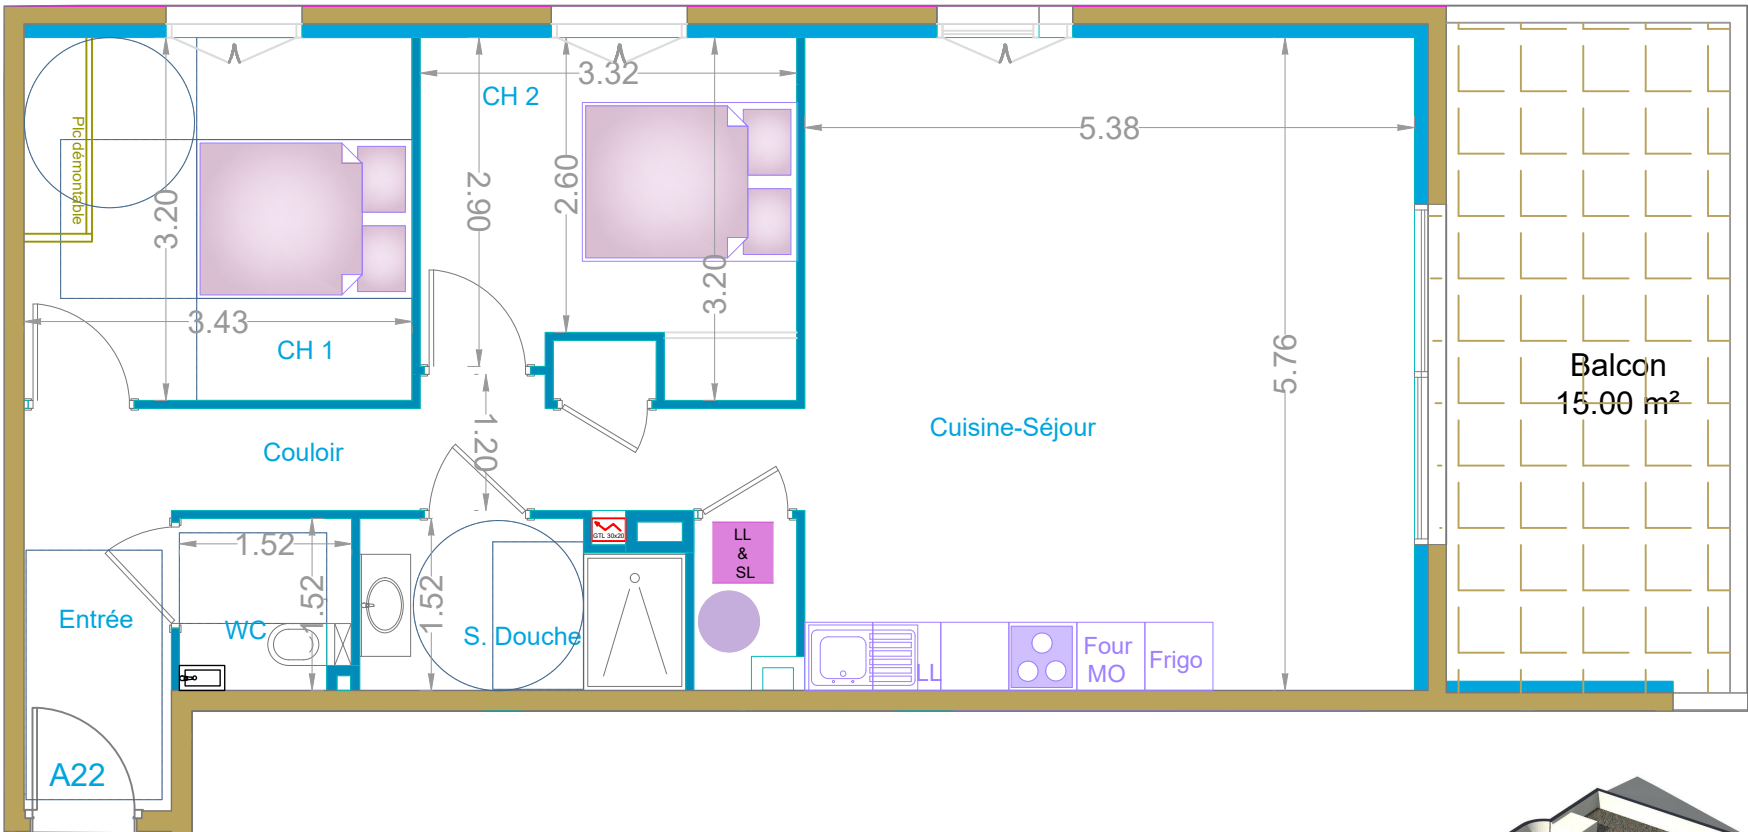 3.32
CH 2
5.38
Plc démontable
3.20
2.90
2.60
3.20
3.43
CH 1
5.76
Balcon
15.00 m²
Couloir
1.20
Cuisine-Séjour
1.52
GTL 30x20
LL
&
SL
Entrée
WC
1.52
1.52
S. Douche
LL
Four
MO
Frigo
A22